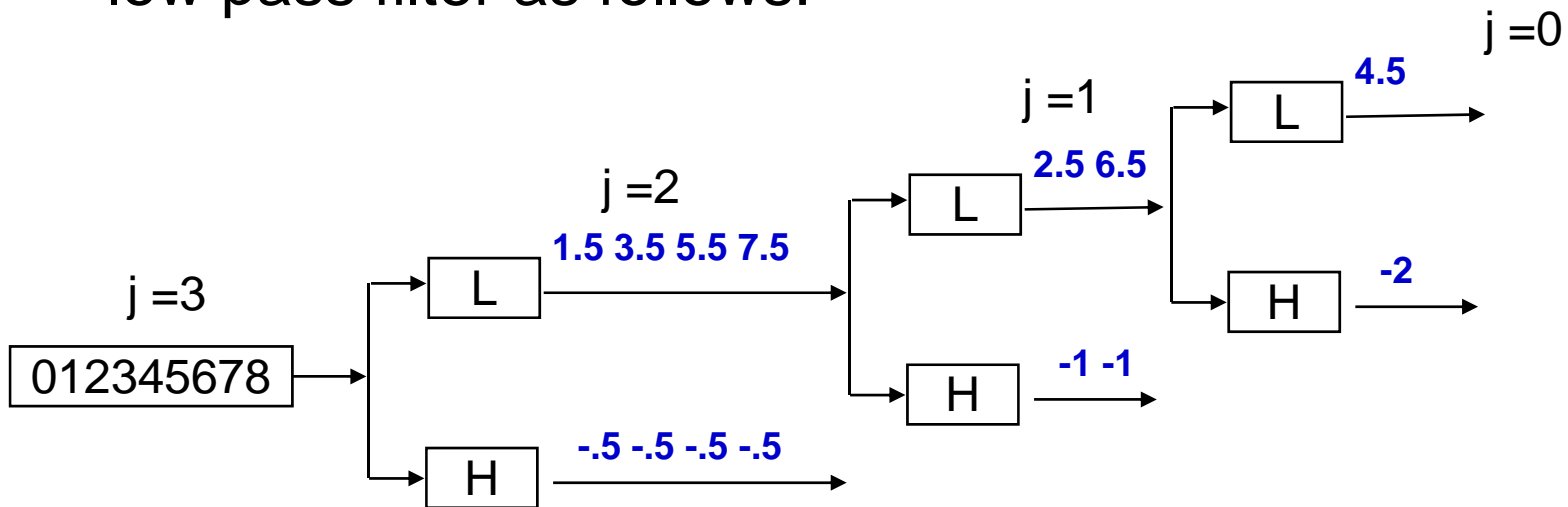 low pass filter as follows:
j =0
4.5
j =1
L
2.5 6.5
j =2
L
1.5 3.5 5.5 7.5
-2
j =3
L
H
012345678
-1 -1
H
-.5 -.5 -.5 -.5
H